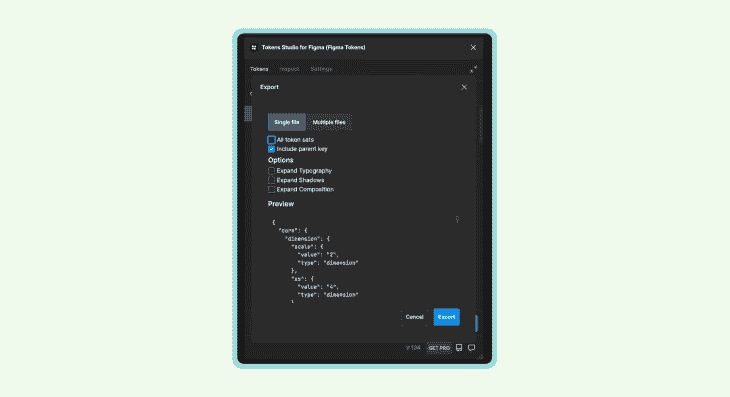 Tokens Studio for Figma (Figma Tokens)
Tokens Inspect Settings
Export
Single file Multiple files
All token sets
Include parent key
Options
Expand Typography
Expand Shadows
Expand Composition
Preview
{
"core": {
"dimension": {
"scale": {
"value": "2",
"type": "dimension"
},
"xs": {
"value": "4",
"type": "dimension"
}
Cancel Export
GET PRO